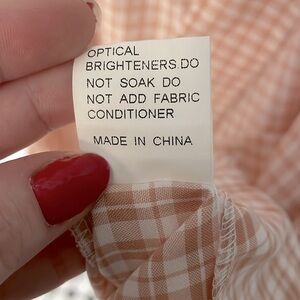 OPTICAL
BRIGHTENERS.DO
NOT SOAK DO
NOT ADD FABRIC
CONDITIONER
MADE IN CHINA